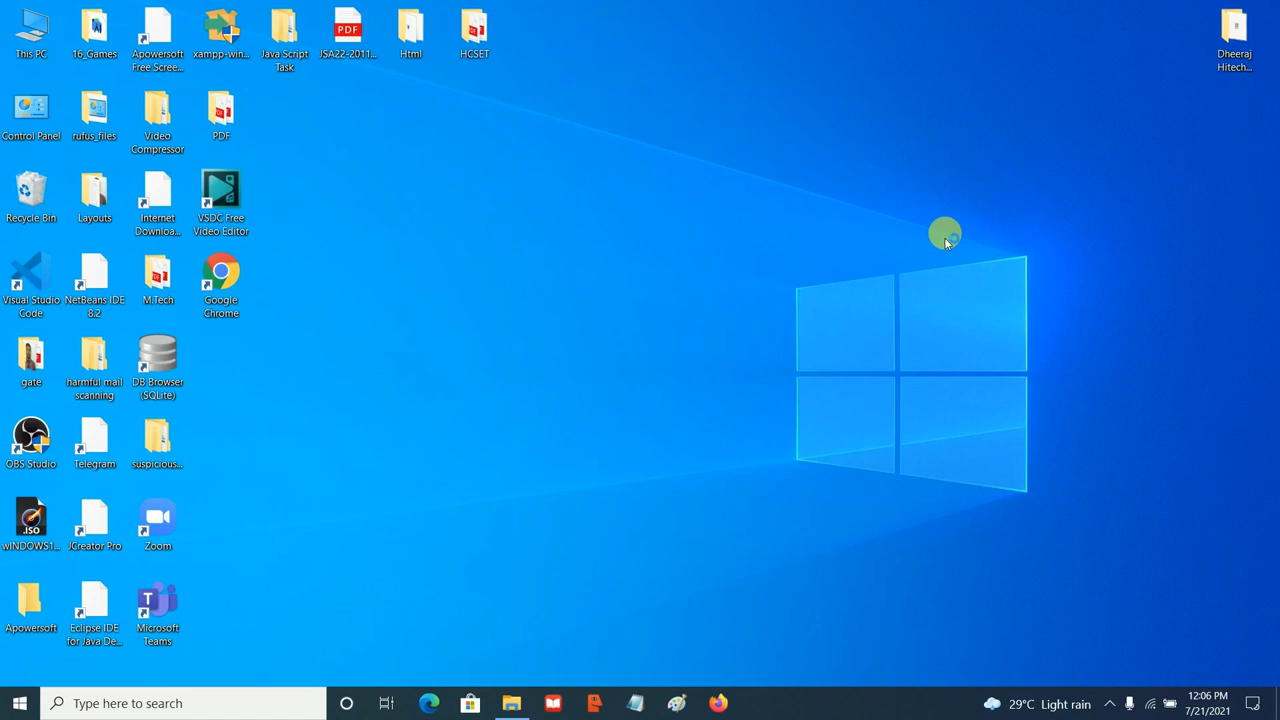 This PC
16_Games
Apowersoft
Free Scree...
xampp-win...
Java Script
Task
PDF
JSA22-2011...
Html
HCSET
Dheeraj
Hitech...
Control Panel
rufus_files
Video
Compressor
PDF
Recycle Bin
Layouts
Internet
Downloa...
VSDC Free
Video Editor
Visual Studio
Code
NetBeans IDE
8.2
M.Tech
Google
Chrome
gate
harmful mail
scanning
DB Browser
(SQLite)
OBS Studio
Telegram
suspicious...
.ISO
wINDOWS1...
JCreator Pro
Zoom
Apowersoft
Eclipse IDE
for Java De...
T
Microsoft
Teams
Type here to search
29°C Light rain
12:06 PM
7/21/2021